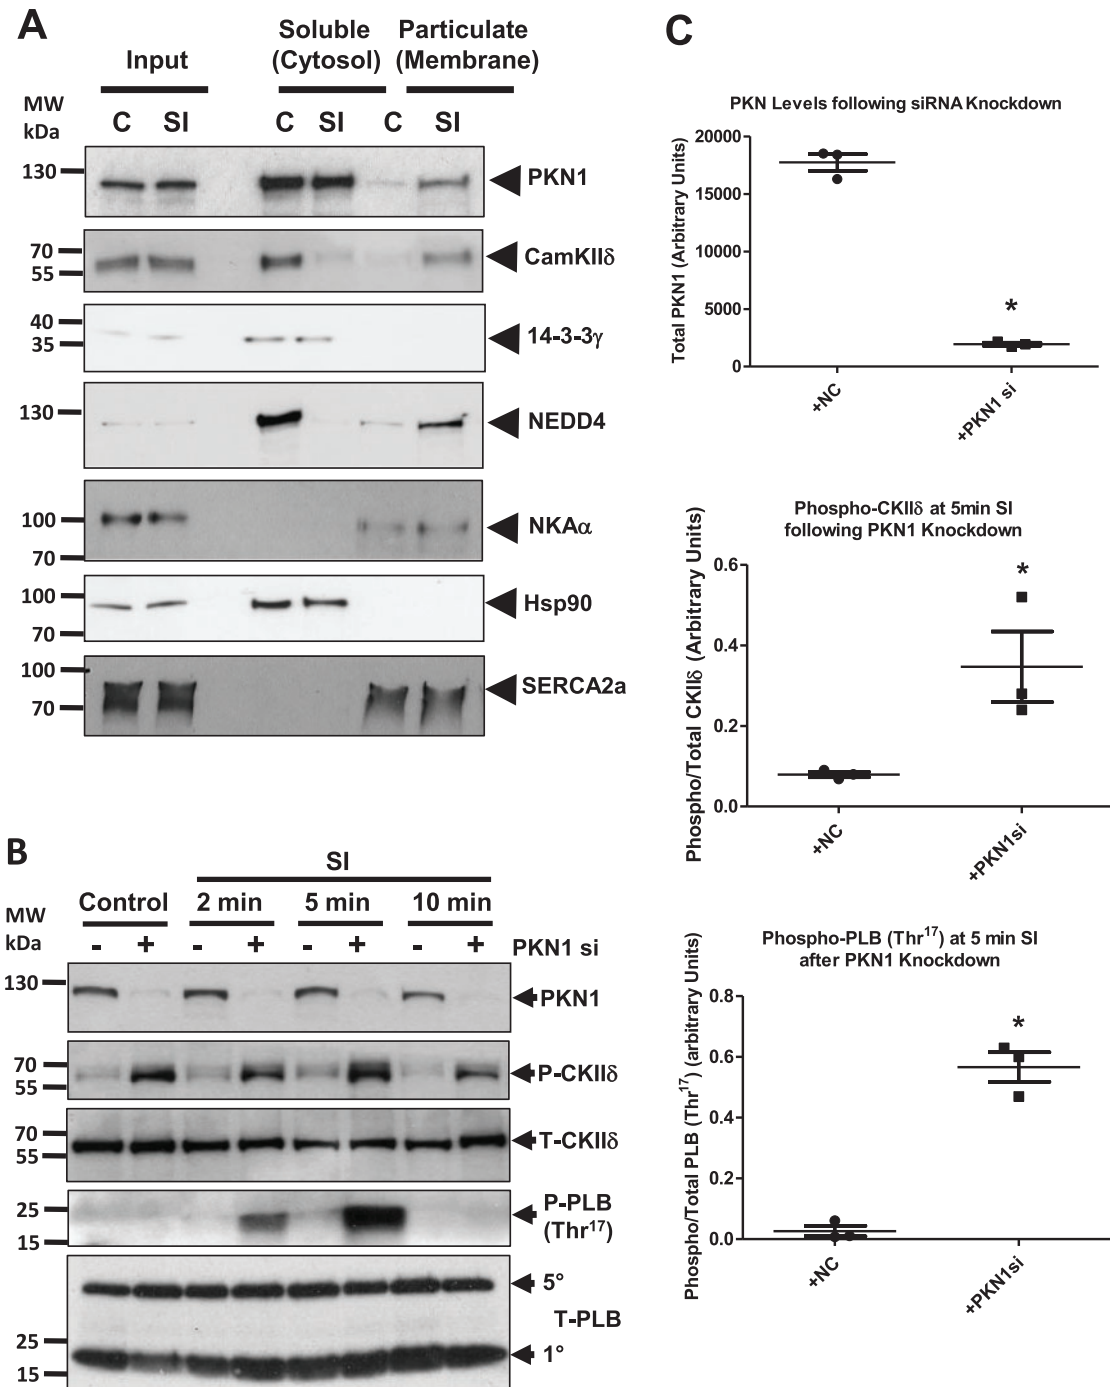 A
Input
Soluble
(Cytosol)
Particulate
(Membrane)
MW
kDa
C SI C SI C SI
130
PKN1
70
55
CamKIIδ
40
35
14-3-3γ
130
NEDD4
100
70
NKAα
100
70
Hsp90
100
70
SERCA2a
B
SI
Control 2 min 5 min 10 min
MW
kDa
- + - + - + - + PKN1 si
130
PKN1
70
55
P-CKIIδ
70
55
T-CKIIδ
25
15
P-PLB
(Thr17)
5°
T-PLB
25
15
1°
C
PKN Levels following siRNA Knockdown
Total PKN1 (Arbitrary Units)
20000
15000
10000
5000
0
*
+NC
+PKN1 si
Phospho-CKIIδ at 5min SI
following PKN1 Knockdown
Phospho/Total CKIIδ (Arbitrary Units)
0.6
0.4
0.2
0.0
*
+NC
+PKN1si
Phospho-PLB (Thr17) at 5 min SI
after PKN1 Knockdown
Phospho/Total PLB (Thr17) (arbitrary Units)
0.8
0.6
0.4
0.2
0.0
*
+NC
+PKN1si